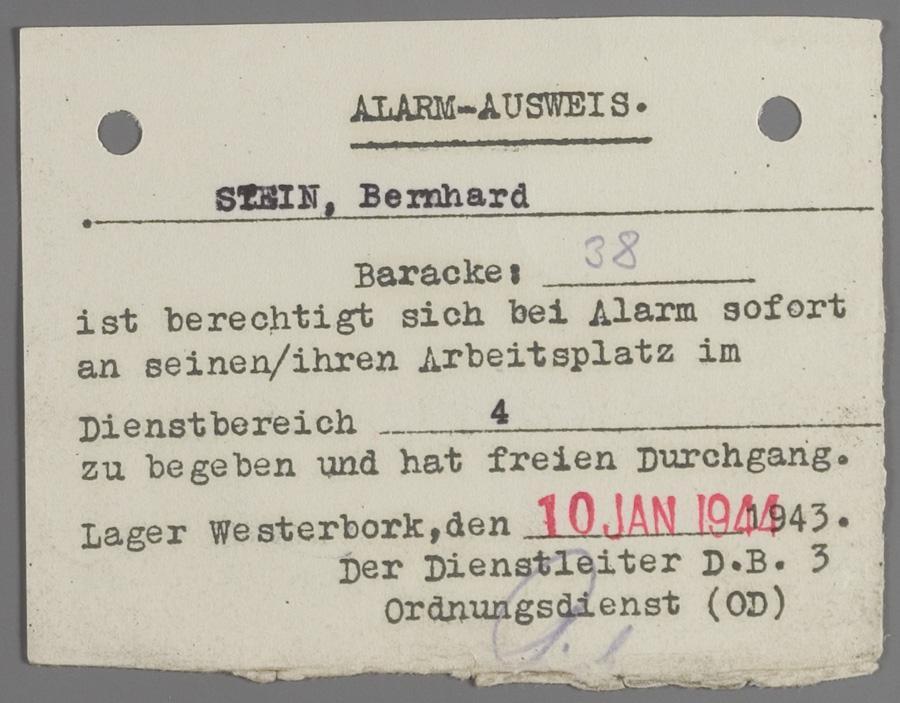 ALARM-AUSWEIS.
STEIN, Bernhard
Baracke: 38
ist berechtigt sich bei Alarm sofort
an seinen/ihren Arbeitsplatz im
Dienstbereich 4
zu begeben und hat freien Durchgang.
Lager Westerbork,den 10 JAN 1944 1943.
Der Dienstleiter D.B. 3
Ordnungsdienst (OD)